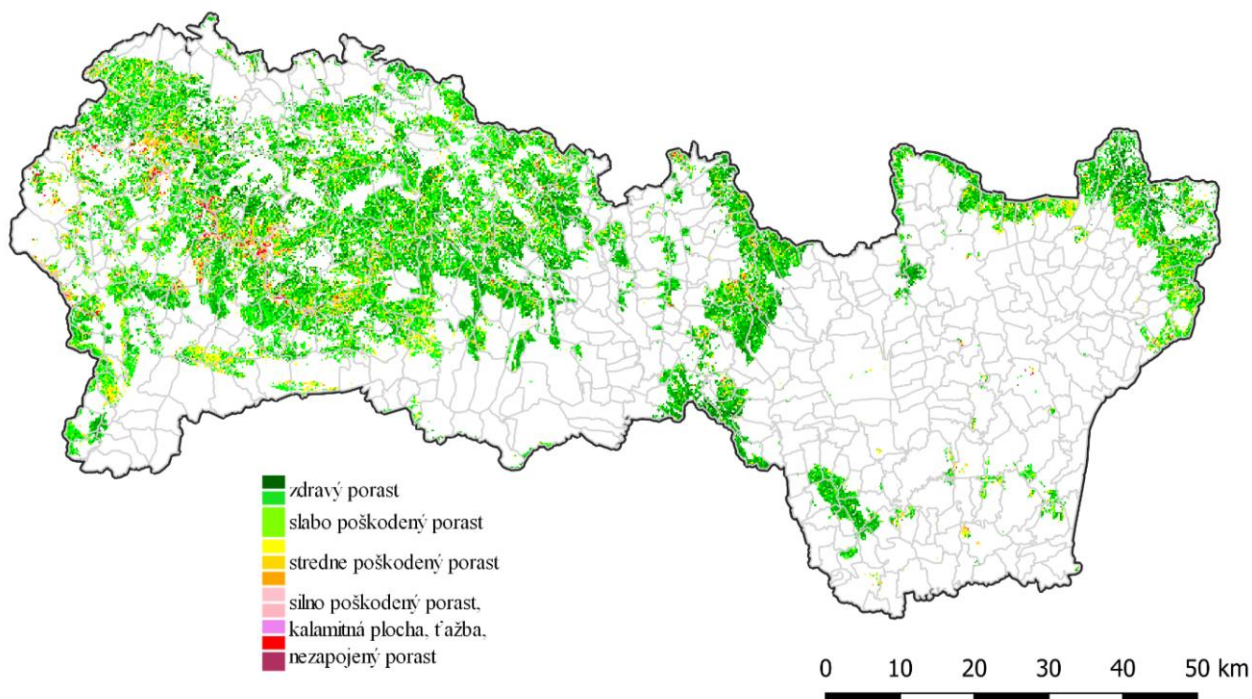 zdravý porast
slabo poškodený porast
stredne poškodený porast
silno poškodený porast,
kalamitná plocha, ťažba,
nezapojený porast
0 10 20 30 40 50 km